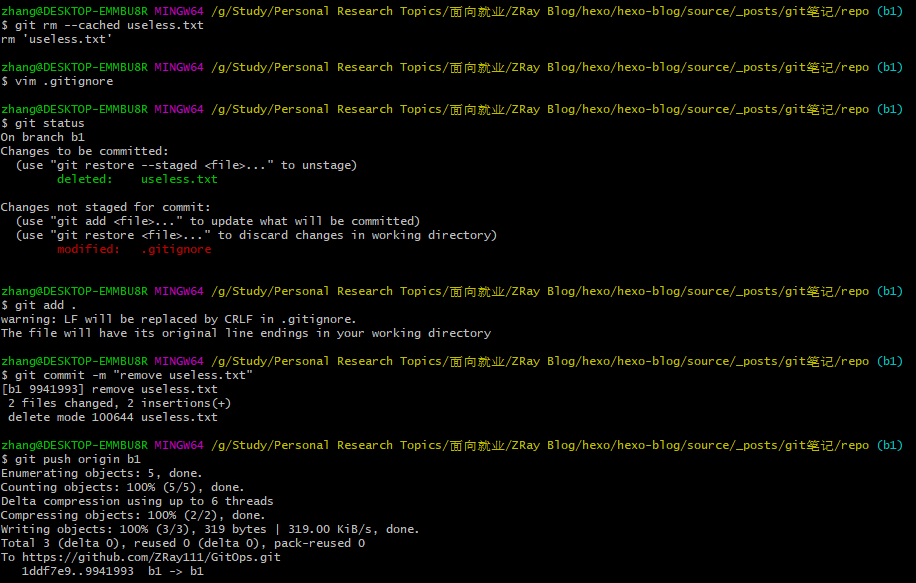 zhang@DESKTOP-EMMBU8R MINGW64 /g/Study/Personal Research Topics/面向就业/ZRay Blog/hexo/hexo-blog/source/_posts/git笔记/repo (b1)
$ git rm --cached useless.txt
rm 'useless.txt'
zhang@DESKTOP-EMMBU8R MINGW64 /g/Study/Personal Research Topics/面向就业/ZRay Blog/hexo/hexo-blog/source/_posts/git笔记/repo (b1)
$ vim .gitignore
zhang@DESKTOP-EMMBU8R MINGW64 /g/Study/Personal Research Topics/面向就业/ZRay Blog/hexo/hexo-blog/source/_posts/git笔记/repo (b1)
$ git status
On branch b1
Changes to be committed:
  (use "git restore --staged <file>..." to unstage)
        deleted:    useless.txt
Changes not staged for commit:
  (use "git add <file>..." to update what will be committed)
  (use "git restore <file>..." to discard changes in working directory)
        modified:   .gitignore
zhang@DESKTOP-EMMBU8R MINGW64 /g/Study/Personal Research Topics/面向就业/ZRay Blog/hexo/hexo-blog/source/_posts/git笔记/repo (b1)
$ git add .
warning: LF will be replaced by CRLF in .gitignore.
The file will have its original line endings in your working directory
zhang@DESKTOP-EMMBU8R MINGW64 /g/Study/Personal Research Topics/面向就业/ZRay Blog/hexo/hexo-blog/source/_posts/git笔记/repo (b1)
$ git commit -m "remove useless.txt"
[b1 9941993] remove useless.txt
 2 files changed, 2 insertions(+)
 delete mode 100644 useless.txt
zhang@DESKTOP-EMMBU8R MINGW64 /g/Study/Personal Research Topics/面向就业/ZRay Blog/hexo/hexo-blog/source/_posts/git笔记/repo (b1)
$ git push origin b1
Enumerating objects: 5, done.
Counting objects: 100% (5/5), done.
Delta compression using up to 6 threads
Compressing objects: 100% (2/2), done.
Writing objects: 100% (3/3), 319 bytes | 319.00 KiB/s, done.
Total 3 (delta 0), reused 0 (delta 0), pack-reused 0
To https://github.com/ZRay111/GitOps.git
   1ddf7e9..9941993  b1 -> b1